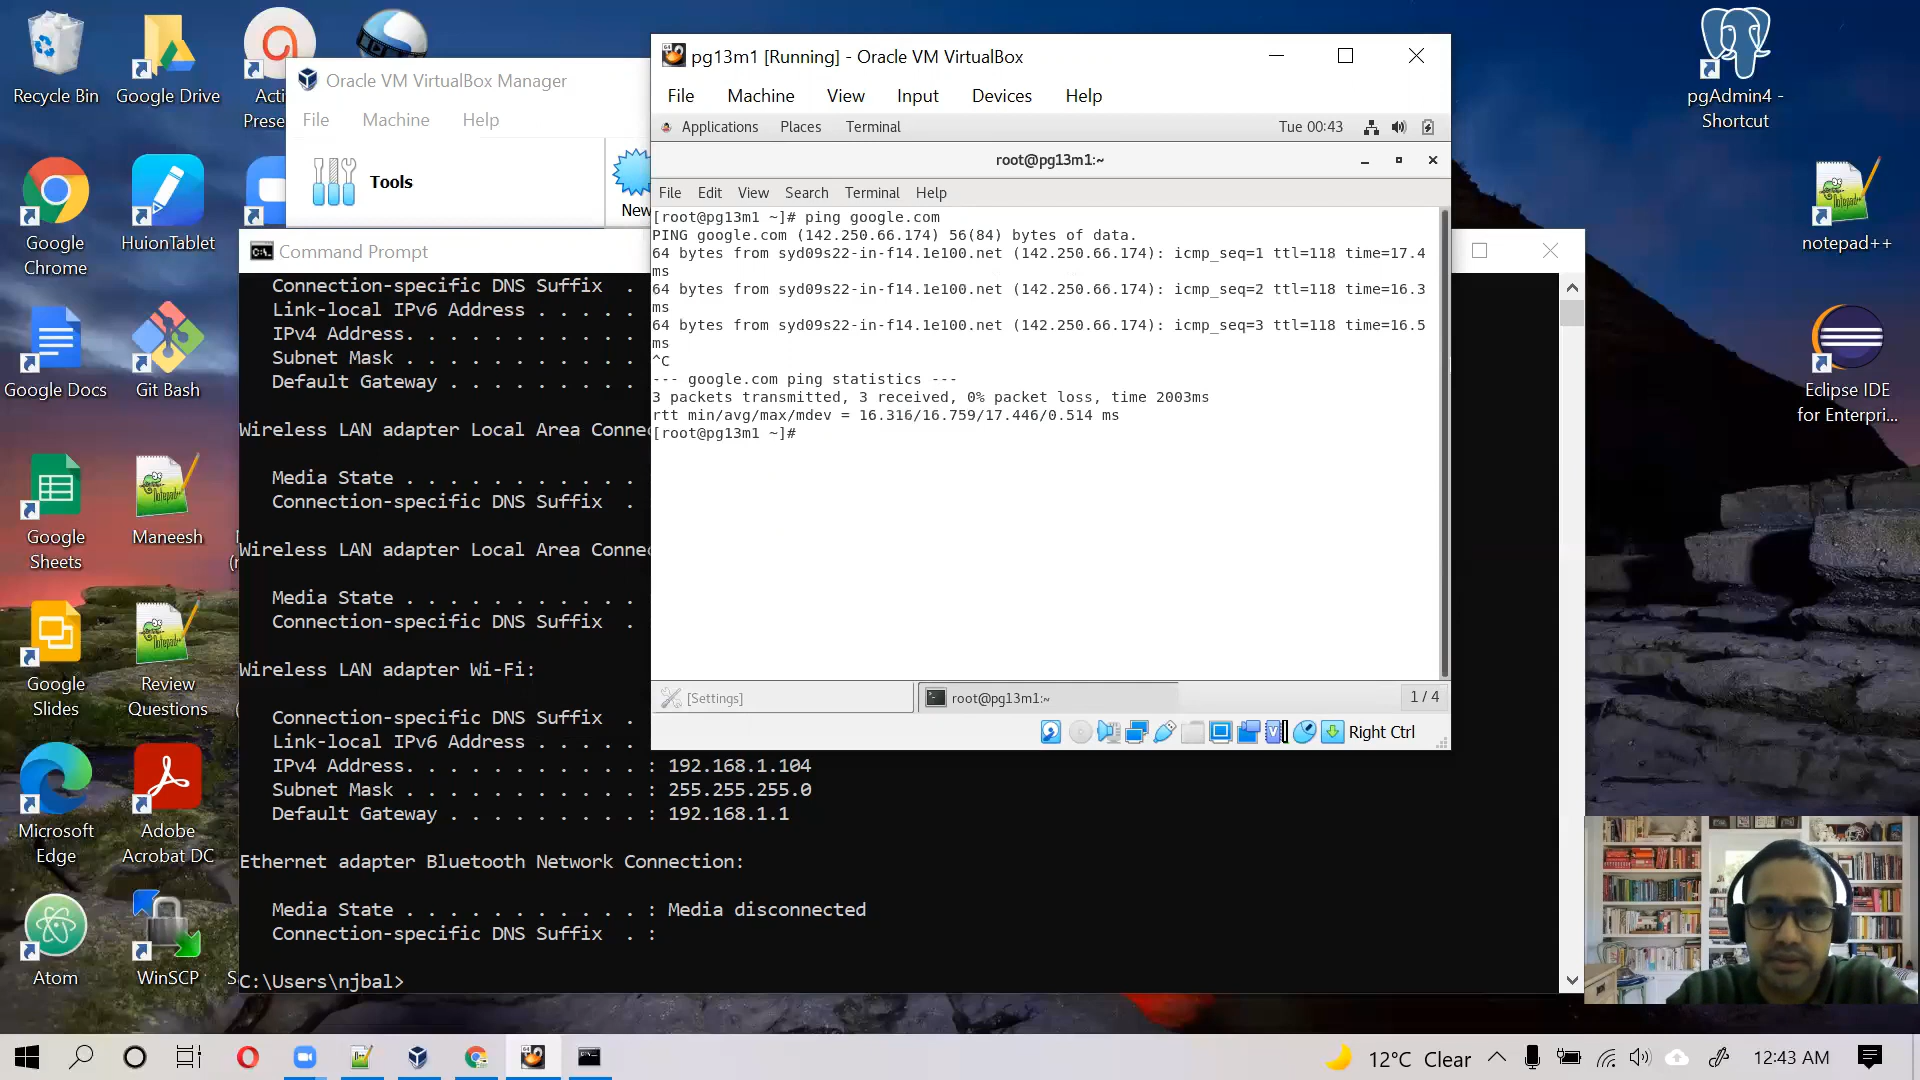 Recycle Bin
Google Drive
Acti
Prese
Google
Chrome
HuionTablet
Google Docs
Git Bash
Google
Sheets
Maneesh
Google
Slides
Review
Questions
Microsoft
Edge
Adobe
Acrobat DC
Atom
WinSCP
Oracle VM VirtualBox Manager
File Machine Help
Tools
New
pg13m1 [Running] - Oracle VM VirtualBox
File Machine View Input Devices Help
Applications Places Terminal Tue 00:43
root@pg13m1:~
File Edit View Search Terminal Help
[root@pg13m1 ~]# ping google.com
PING google.com (142.250.66.174) 56(84) bytes of data.
64 bytes from syd09s22-in-f14.1e100.net (142.250.66.174): icmp_seq=1 ttl=118 time=17.4
ms
64 bytes from syd09s22-in-f14.1e100.net (142.250.66.174): icmp_seq=2 ttl=118 time=16.3
ms
64 bytes from syd09s22-in-f14.1e100.net (142.250.66.174): icmp_seq=3 ttl=118 time=16.5
ms
^C
--- google.com ping statistics ---
3 packets transmitted, 3 received, 0% packet loss, time 2003ms
rtt min/avg/max/mdev = 16.316/16.759/17.446/0.514 ms
[root@pg13m1 ~]#
[Settings] root@pg13m1:~ 1 / 4
Right Ctrl
Command Prompt
Connection-specific DNS Suffix .
Link-local IPv6 Address . . . . .
IPv4 Address. . . . . . . . . . .
Subnet Mask . . . . . . . . . . .
Default Gateway . . . . . . . . .
Wireless LAN adapter Local Area Conne
Media State . . . . . . . . . . .
Connection-specific DNS Suffix .
Wireless LAN adapter Local Area Conne
Media State . . . . . . . . . . .
Connection-specific DNS Suffix .
Wireless LAN adapter Wi-Fi:
Connection-specific DNS Suffix .
Link-local IPv6 Address . . . . .
IPv4 Address. . . . . . . . . . . : 192.168.1.104
Subnet Mask . . . . . . . . . . . : 255.255.255.0
Default Gateway . . . . . . . . . : 192.168.1.1
Ethernet adapter Bluetooth Network Connection:
Media State . . . . . . . . . . . : Media disconnected
Connection-specific DNS Suffix . :
C:\Users\njbal>
pgAdmin4 -
Shortcut
notepad++
Eclipse IDE
for Enterpri...
12°C Clear
12:43 AM